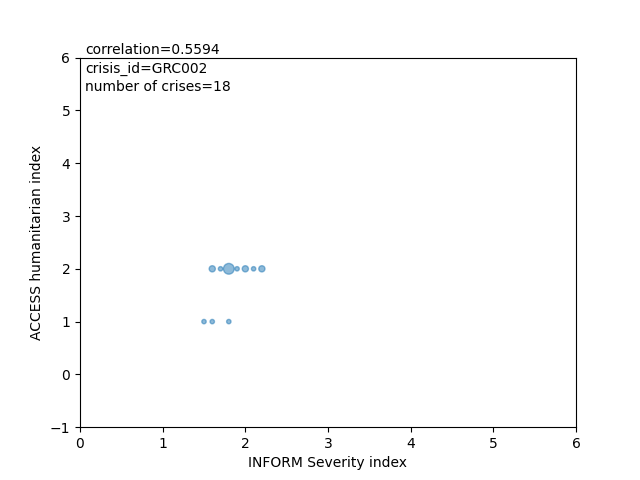 correlation=0.5594
crisis_id=GRC002
number of crises=18
ACCESS humanitarian index
6
5
4
3
2
1
0
−1
0 1 2 3 4 5 6
INFORM Severity index